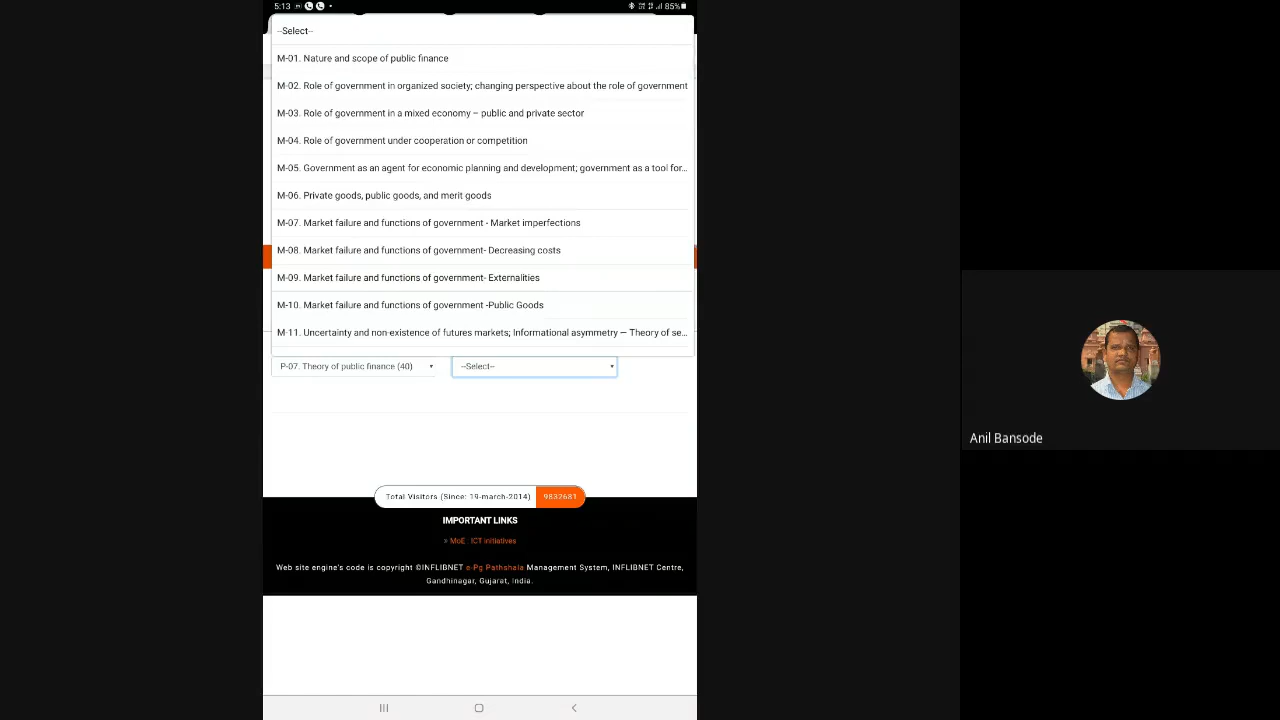 5:13
85%
--Select--
M-01. Nature and scope of public finance
M-02. Role of government in organized society; changing perspective about the role of government
M-03. Role of government in a mixed economy – public and private sector
M-04. Role of government under cooperation or competition
M-05. Government as an agent for economic planning and development; government as a tool for...
M-06. Private goods, public goods, and merit goods
M-07. Market failure and functions of government - Market imperfections
M-08. Market failure and functions of government- Decreasing costs
M-09. Market failure and functions of government- Externalities
M-10. Market failure and functions of government -Public Goods
M-11. Uncertainty and non-existence of futures markets; Informational asymmetry — Theory of se...
P-07. Theory of public finance (40)
--Select--
Anil Bansode
Total Visitors (Since: 19-march-2014) 9832681
IMPORTANT LINKS
» MoE : ICT Initiatives
Web site engine's code is copyright ©INFLIBNET e-Pg Pathshala Management System, INFLIBNET Centre,
Gandhinagar, Gujarat, India.